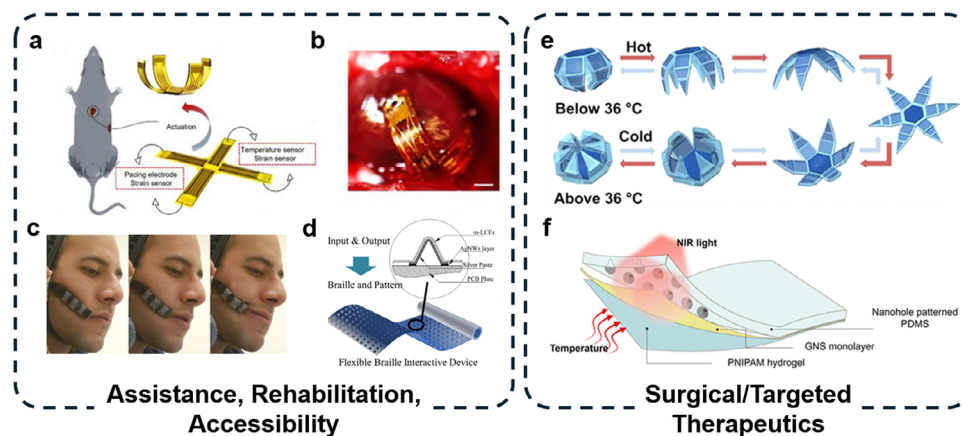 a
Actuation
Temperature sensor
Strain sensor
Pacing electrode
Strain sensor
b
c
d
Input & Output
Braille and Pattern
m-LCEs
AgNWs layer
Silver Paste
PCB Plate
Flexible Braille Interactive Device
Assistance, Rehabilitation,
Accessibility
e
Hot
Below 36 °C
Cold
Above 36 °C
f
NIR light
Temperature
Nanohole patterned
PDMS
GNS monolayer
PNIPAM hydrogel
Surgical/Targeted
Therapeutics